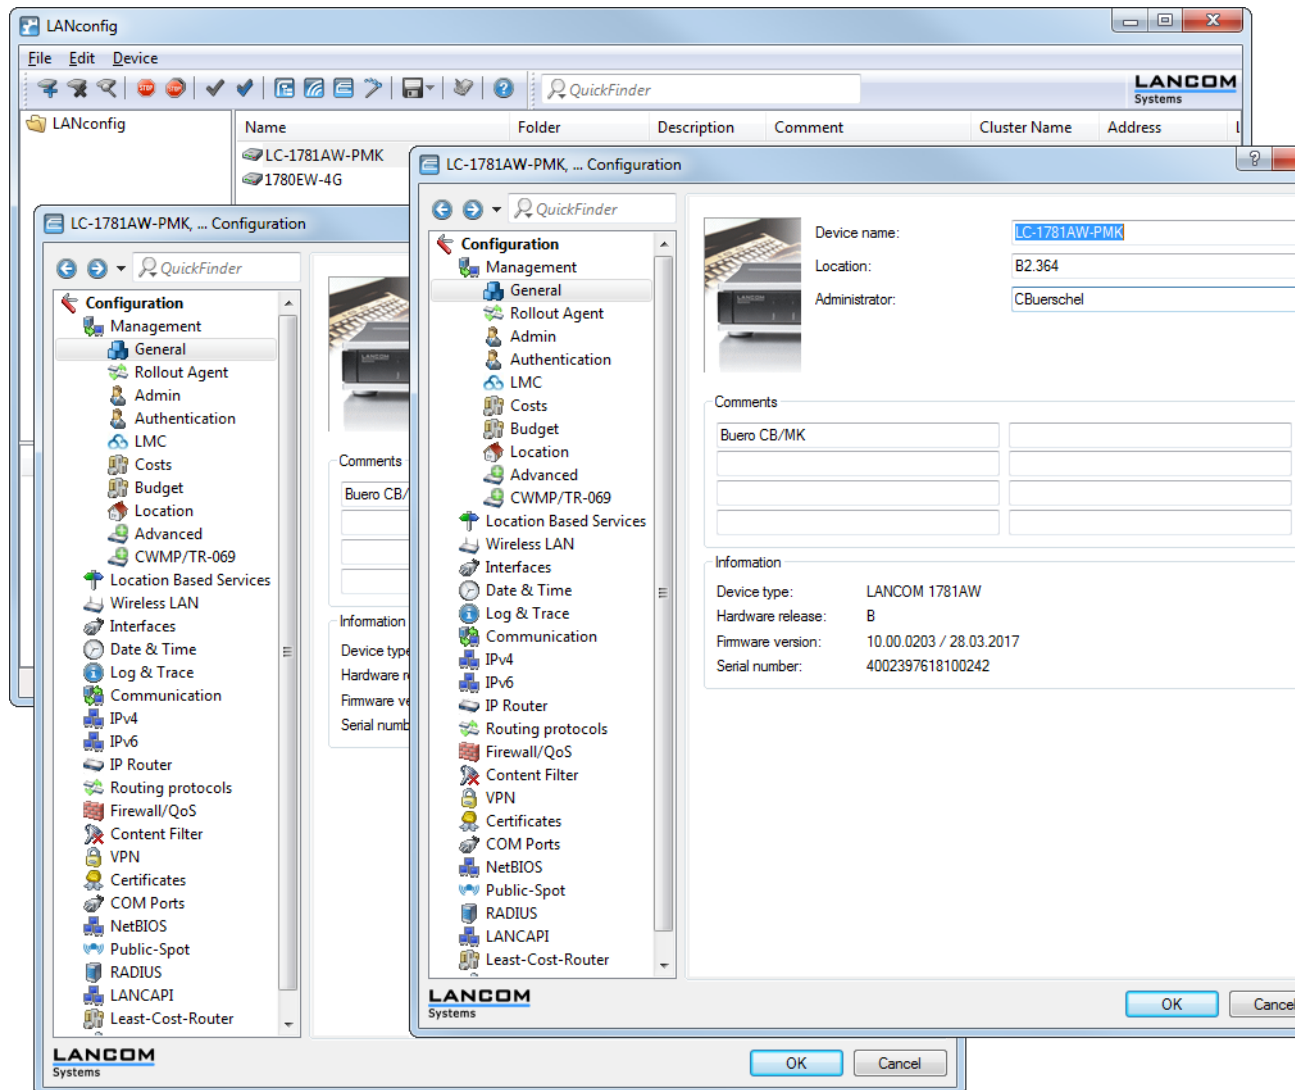 LANconfig
File Edit Device
QuickFinder
LANCOM
Systems
LANconfig
Name Folder Description Comment Cluster Name Address
LC-1781AW-PMK
1780EW-4G
LC-1781AW-PMK, ... Configuration
QuickFinder
Configuration
Management
General
Rollout Agent
Admin
Authentication
LMC
Costs
Budget
Location
Advanced
CWMP/TR-069
Location Based Services
Wireless LAN
Interfaces
Date & Time
Log & Trace
Communication
IPv4
IPv6
IP Router
Routing protocols
Firewall/QoS
Content Filter
VPN
Certificates
COM Ports
NetBIOS
Public-Spot
RADIUS
LANCAPI
Least-Cost-Router
Comments
Buero CB/
Information
Device type
Hardware r
Firmware ve
Serial numb
LANCOM
Systems
OK Cancel
LC-1781AW-PMK, ... Configuration
QuickFinder
Configuration
Management
General
Rollout Agent
Admin
Authentication
LMC
Costs
Budget
Location
Advanced
CWMP/TR-069
Location Based Services
Wireless LAN
Interfaces
Date & Time
Log & Trace
Communication
IPv4
IPv6
IP Router
Routing protocols
Firewall/QoS
Content Filter
VPN
Certificates
COM Ports
NetBIOS
Public-Spot
RADIUS
LANCAPI
Least-Cost-Router
Device name: LC-1781AW-PMK
Location: B2.364
Administrator: CBuerschel
Comments
Buero CB/MK
Information
Device type: LANCOM 1781AW
Hardware release: B
Firmware version: 10.00.0203 / 28.03.2017
Serial number: 4002397618100242
LANCOM
Systems
OK Cancel